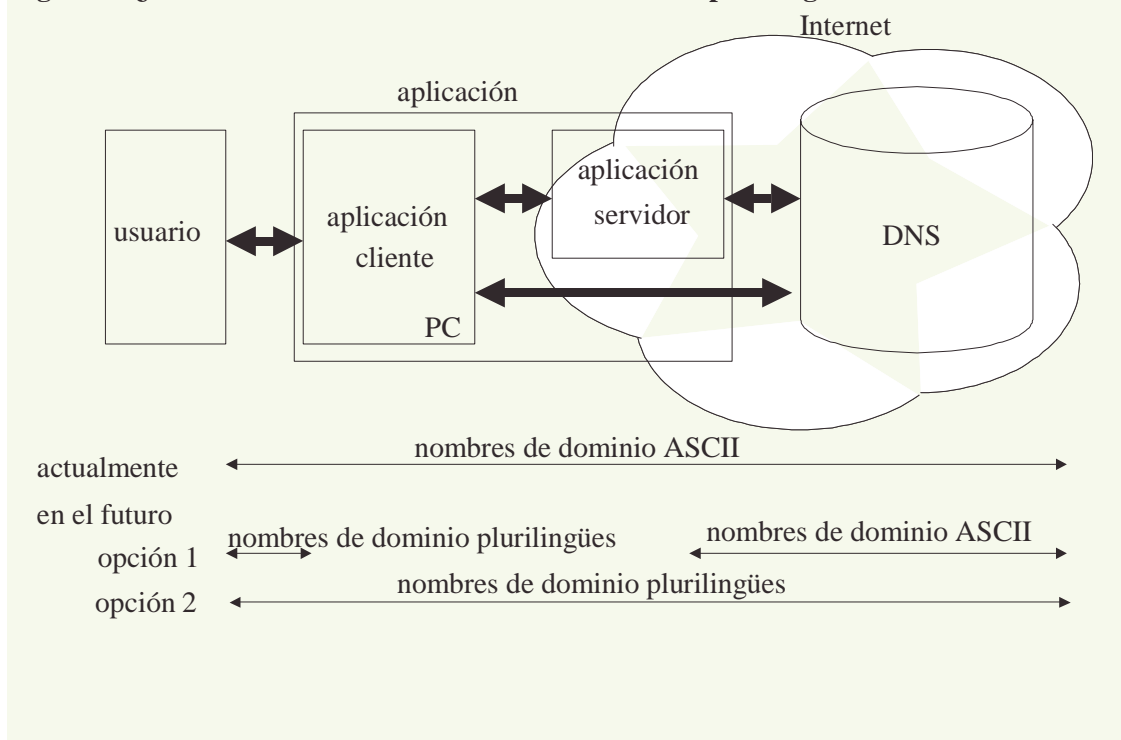 Internet
aplicación
aplicación
servidor
usuario
aplicación
cliente
DNS
PC
nombres de dominio ASCII
actualmente
en el futuro
nombres de dominio plurilingües
nombres de dominio ASCII
opción 1
nombres de dominio plurilingües
opción 2